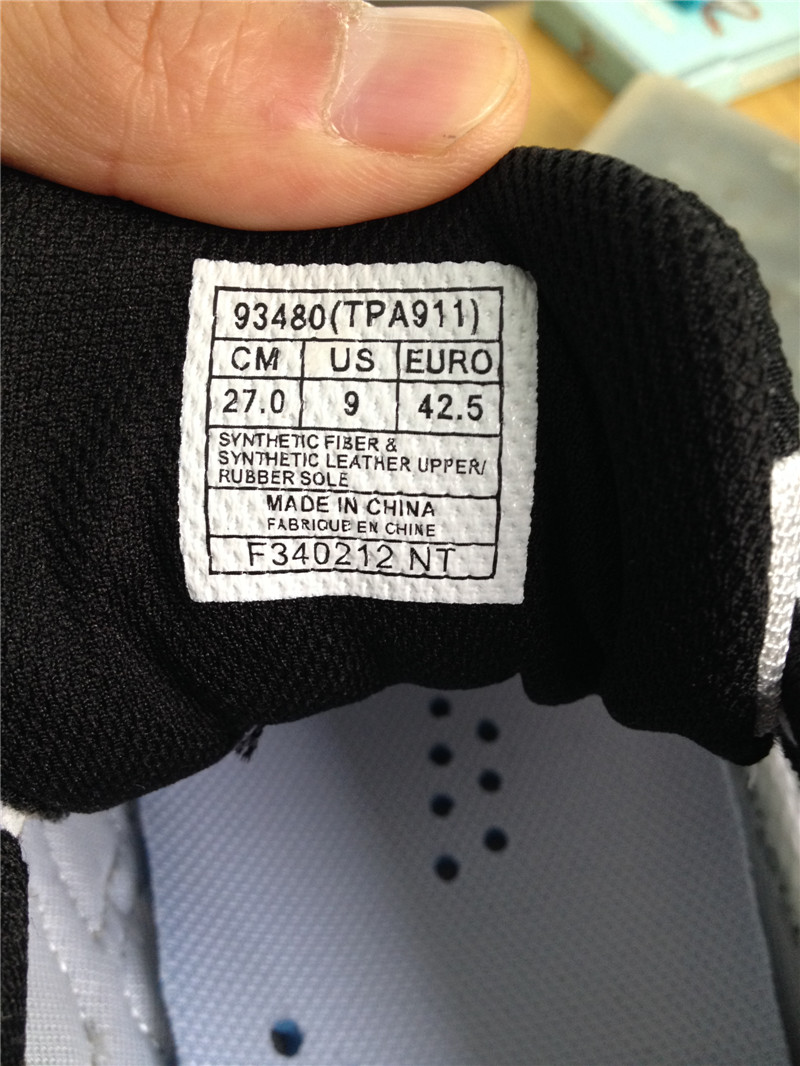 93480(TPA911)
CM US EURO
27.0 9 42.5
SYNTHETIC FIBER &
SYNTHETIC LEATHER UPPER/
RUBBER SOLE
MADE IN CHINA
FABRIQUE EN CHINE
F340212 NT